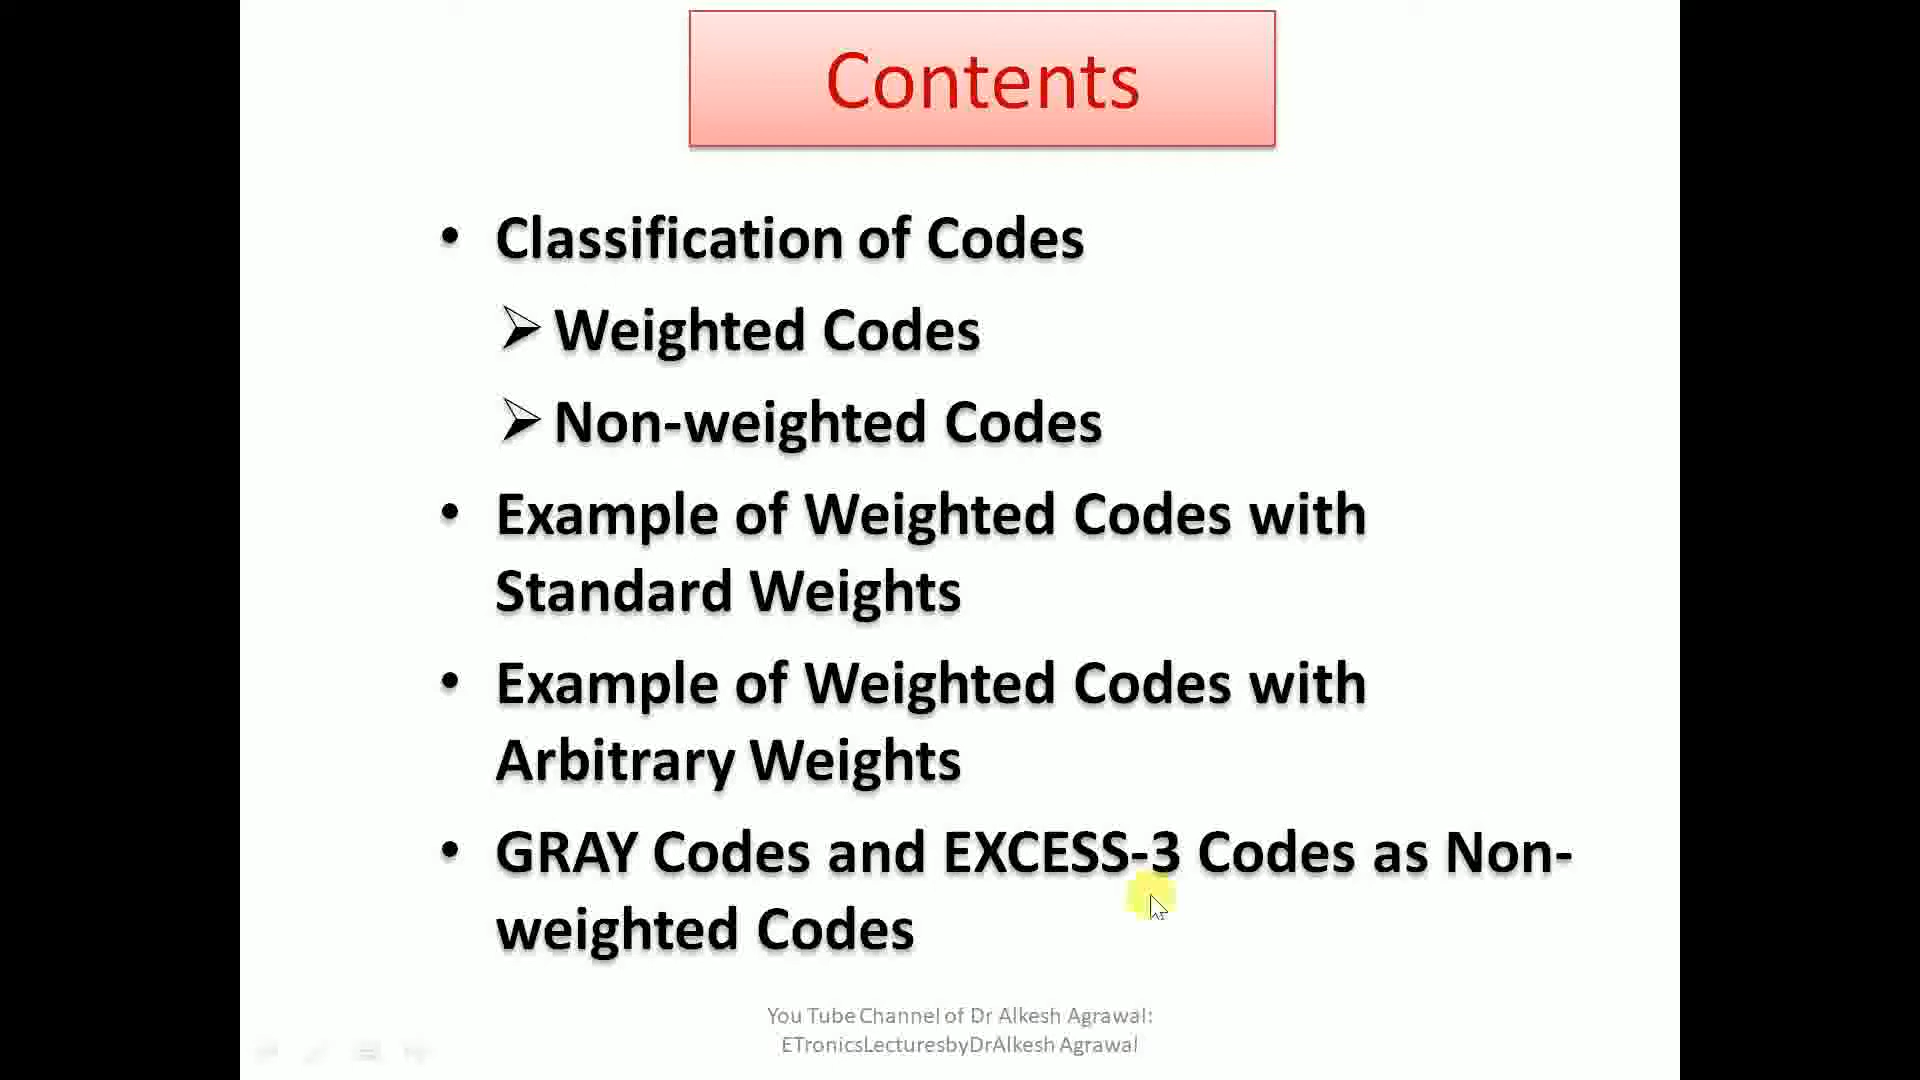 Contents
• Classification of Codes
➢ Weighted Codes
➢ Non-weighted Codes
• Example of Weighted Codes with
Standard Weights
• Example of Weighted Codes with
Arbitrary Weights
• GRAY Codes and EXCESS-3 Codes as Non-
weighted Codes
You Tube Channel of Dr Alkesh Agrawal:
ETronicsLecturesbyDrAlkesh Agrawal